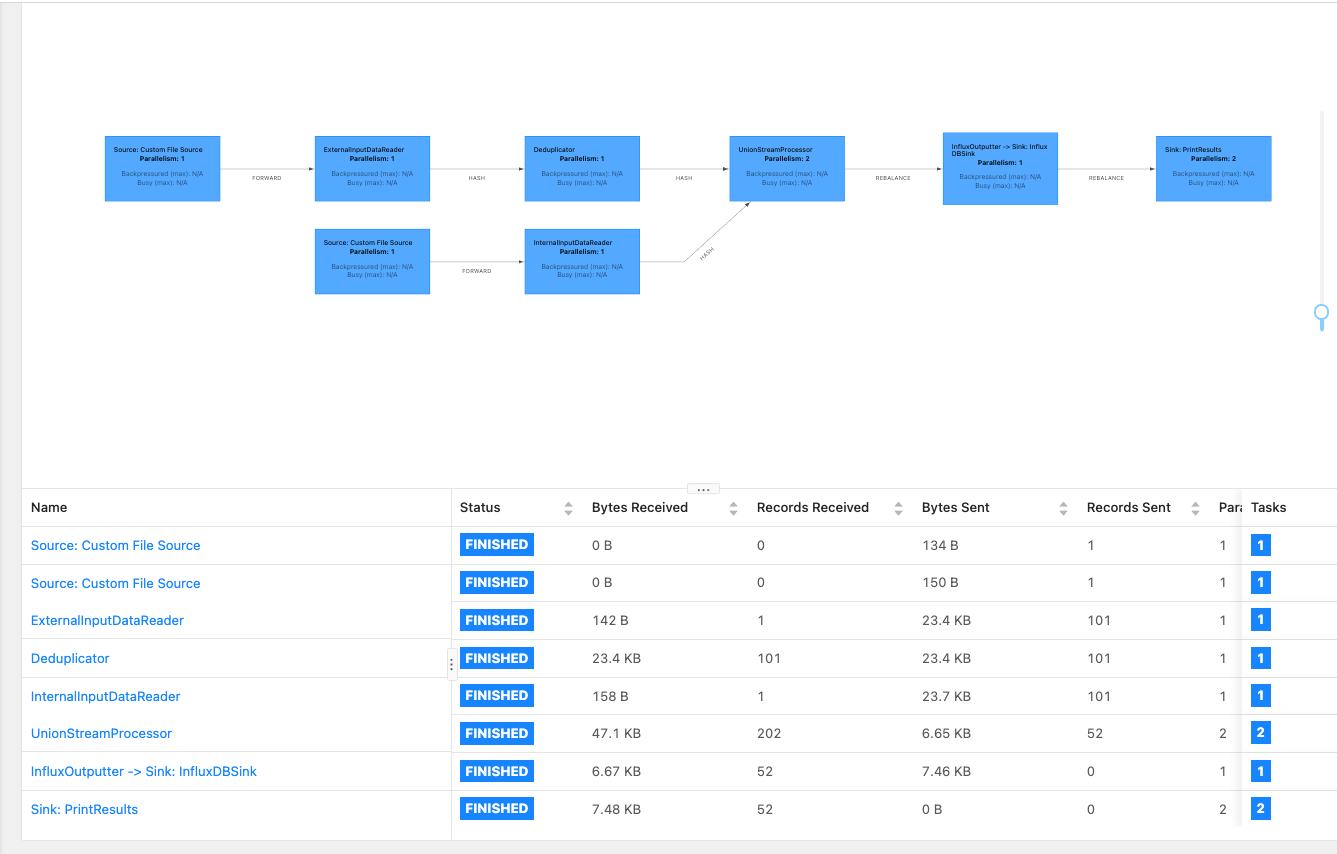 Source: Custom File Source
Parallelism: 1
Backpressured (max): N/A
Busy (max): N/A
FORWARD
ExternalInputDataReader
Parallelism: 1
Backpressured (max): N/A
Busy (max): N/A
HASH
Deduplicator
Parallelism: 1
Backpressured (max): N/A
Busy (max): N/A
HASH
UnionStreamProcessor
Parallelism: 2
Backpressured (max): N/A
Busy (max): N/A
REBALANCE
InfluxOutputter -> Sink: Influx
DBSink
Parallelism: 1
Backpressured (max): N/A
Busy (max): N/A
REBALANCE
Sink: PrintResults
Parallelism: 2
Backpressured (max): N/A
Busy (max): N/A
Source: Custom File Source
Parallelism: 1
Backpressured (max): N/A
Busy (max): N/A
FORWARD
InternalInputDataReader
Parallelism: 1
Backpressured (max): N/A
Busy (max): N/A
HASH
Name Status Bytes Received Records Received Bytes Sent Records Sent Para Tasks
Source: Custom File Source FINISHED 0 B 0 134 B 1 1 1
Source: Custom File Source FINISHED 0 B 0 150 B 1 1 1
ExternalInputDataReader FINISHED 142 B 1 23.4 KB 101 1 1
Deduplicator FINISHED 23.4 KB 101 23.4 KB 101 1 1
InternalInputDataReader FINISHED 158 B 1 23.7 KB 101 1 1
UnionStreamProcessor FINISHED 47.1 KB 202 6.65 KB 52 2 2
InfluxOutputter -> Sink: InfluxDBSink FINISHED 6.67 KB 52 7.46 KB 0 1 1
Sink: PrintResults FINISHED 7.48 KB 52 0 B 0 2 2